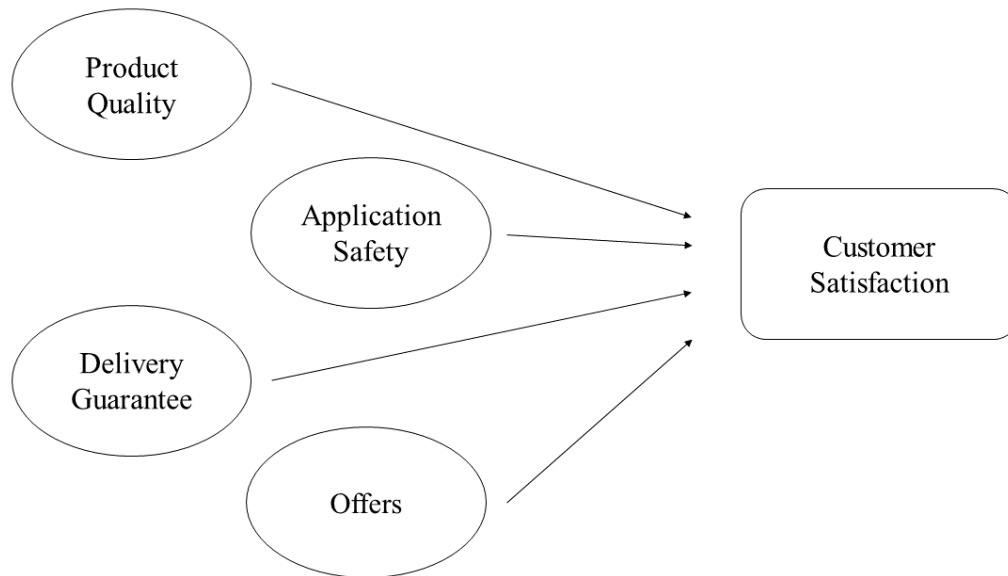 Product
Quality
Application
Safety
Customer
Satisfaction
Delivery
Guarantee
Offers